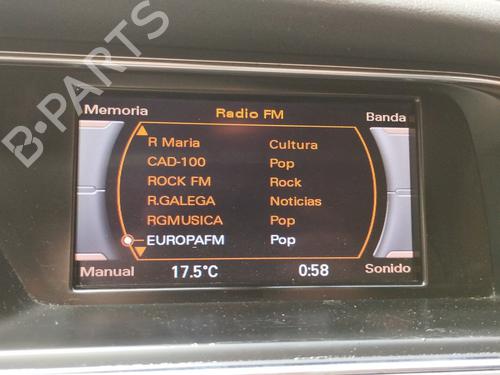 B-PARTS
Memoria
Radio FM
Banda
R Maria Cultura
CAD-100 Pop
ROCK FM Rock
R.GALEGA Noticias
RGMUSICA Pop
EUROPAFM Pop
Manual
17.5°C
0:58
Sonido